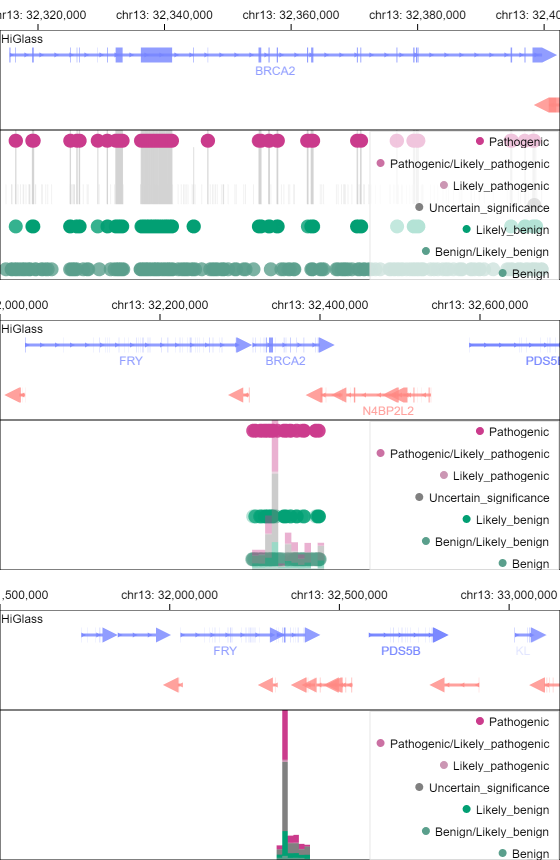 chr13: 32,320,000 chr13: 32,340,000 chr13: 32,360,000 chr13: 32,380,000
HiGlass
BRCA2
Pathogenic
Pathogenic/Likely_pathogenic
Likely_pathogenic
Uncertain_significance
Likely_benign
Benign/Likely_benign
Benign
2,000,000 chr13: 32,200,000 chr13: 32,400,000 chr13: 32,600,000
HiGlass
FRY BRCA2 PDS5
N4BP2L2
Pathogenic
Pathogenic/Likely_pathogenic
Likely_pathogenic
Uncertain_significance
Likely_benign
Benign/Likely_benign
Benign
,500,000 chr13: 32,000,000 chr13: 32,500,000 chr13: 33,000,000
HiGlass
FRY PDS5B KL
Pathogenic
Pathogenic/Likely_pathogenic
Likely_pathogenic
Uncertain_significance
Likely_benign
Benign/Likely_benign
Benign